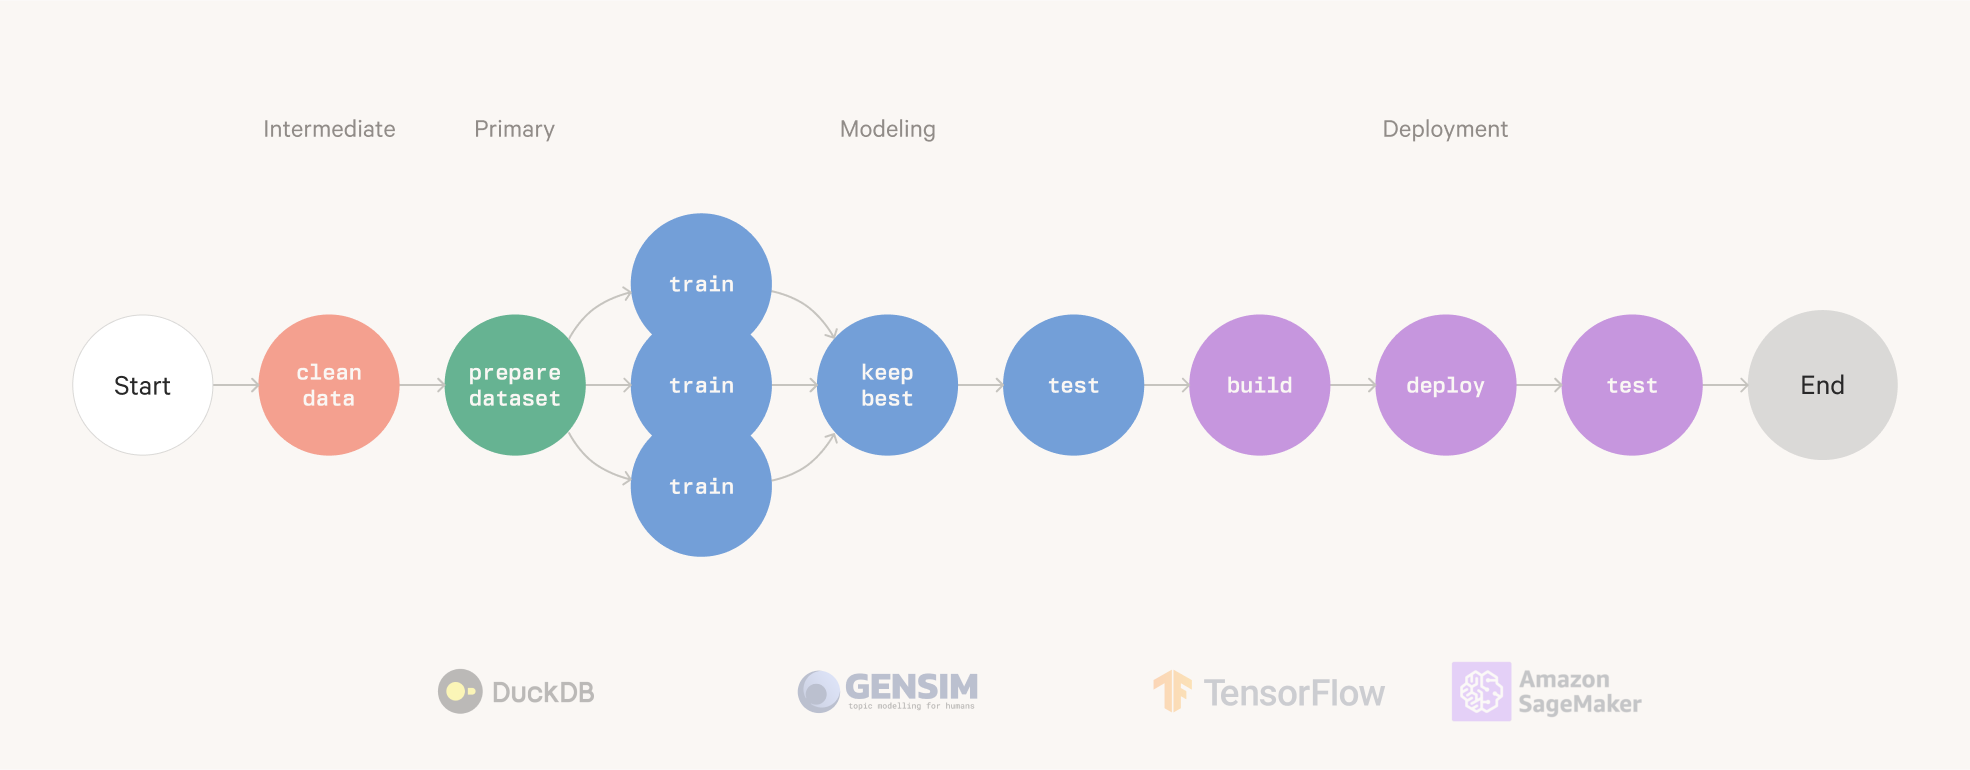 Intermediate
Primary
Modeling
Deployment
Start
clean
data
prepare
dataset
train
train
train
keep
best
test
build
deploy
test
End
DuckDB
GENSIM
topic modelling for humans
TensorFlow
Amazon
SageMaker